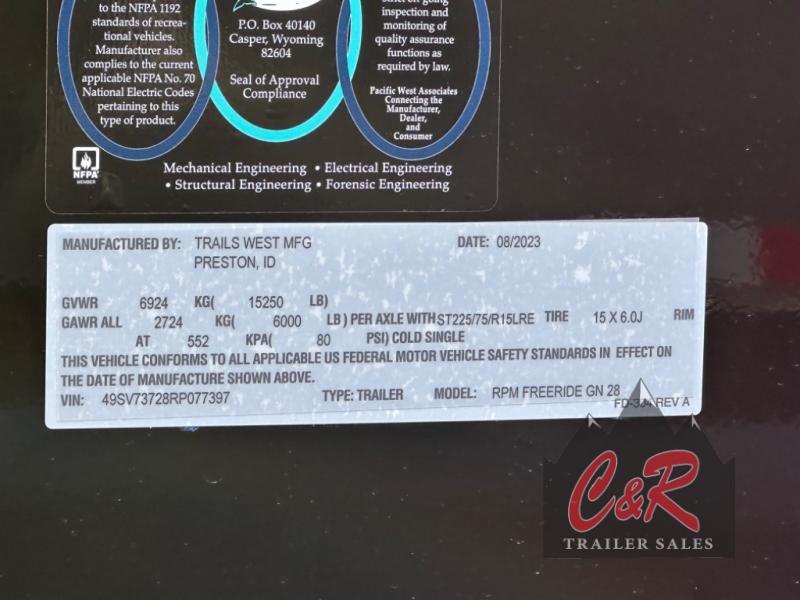 to the NFPA 1192
standards of recrea-
tional vehicles.
Manufacturer also
complies to the current
applicable NFPA No. 70
National Electric Codes
pertaining to this
type of product.
P.O. Box 40140
Casper, Wyoming
82604
Seal of Approval
Compliance
inspection and
monitoring of
quality assurance
functions as
required by law.
Pacific West Associates
Connecting the
Manufacturer,
Dealer,
and
Consumer
NFPA
MEMBER
Mechanical Engineering • Electrical Engineering
• Structural Engineering • Forensic Engineering
MANUFACTURED BY: TRAILS WEST MFG DATE: 08/2023
PRESTON, ID
GVWR 6924 KG( 15250 LB)
GAWR ALL 2724 KG( 6000 LB) PER AXLE WITH ST225/75/R15LRE TIRE 15 X 6.0J RIM
AT 552 KPA( 80 PSI) COLD SINGLE
THIS VEHICLE CONFORMS TO ALL APPLICABLE US FEDERAL MOTOR VEHICLE SAFETY STANDARDS IN EFFECT ON
THE DATE OF MANUFACTURE SHOWN ABOVE.
VIN: 49SV73728RP077397 TYPE: TRAILER MODEL: RPM FREERIDE GN 28
REV A
C&R
TRAILER SALES